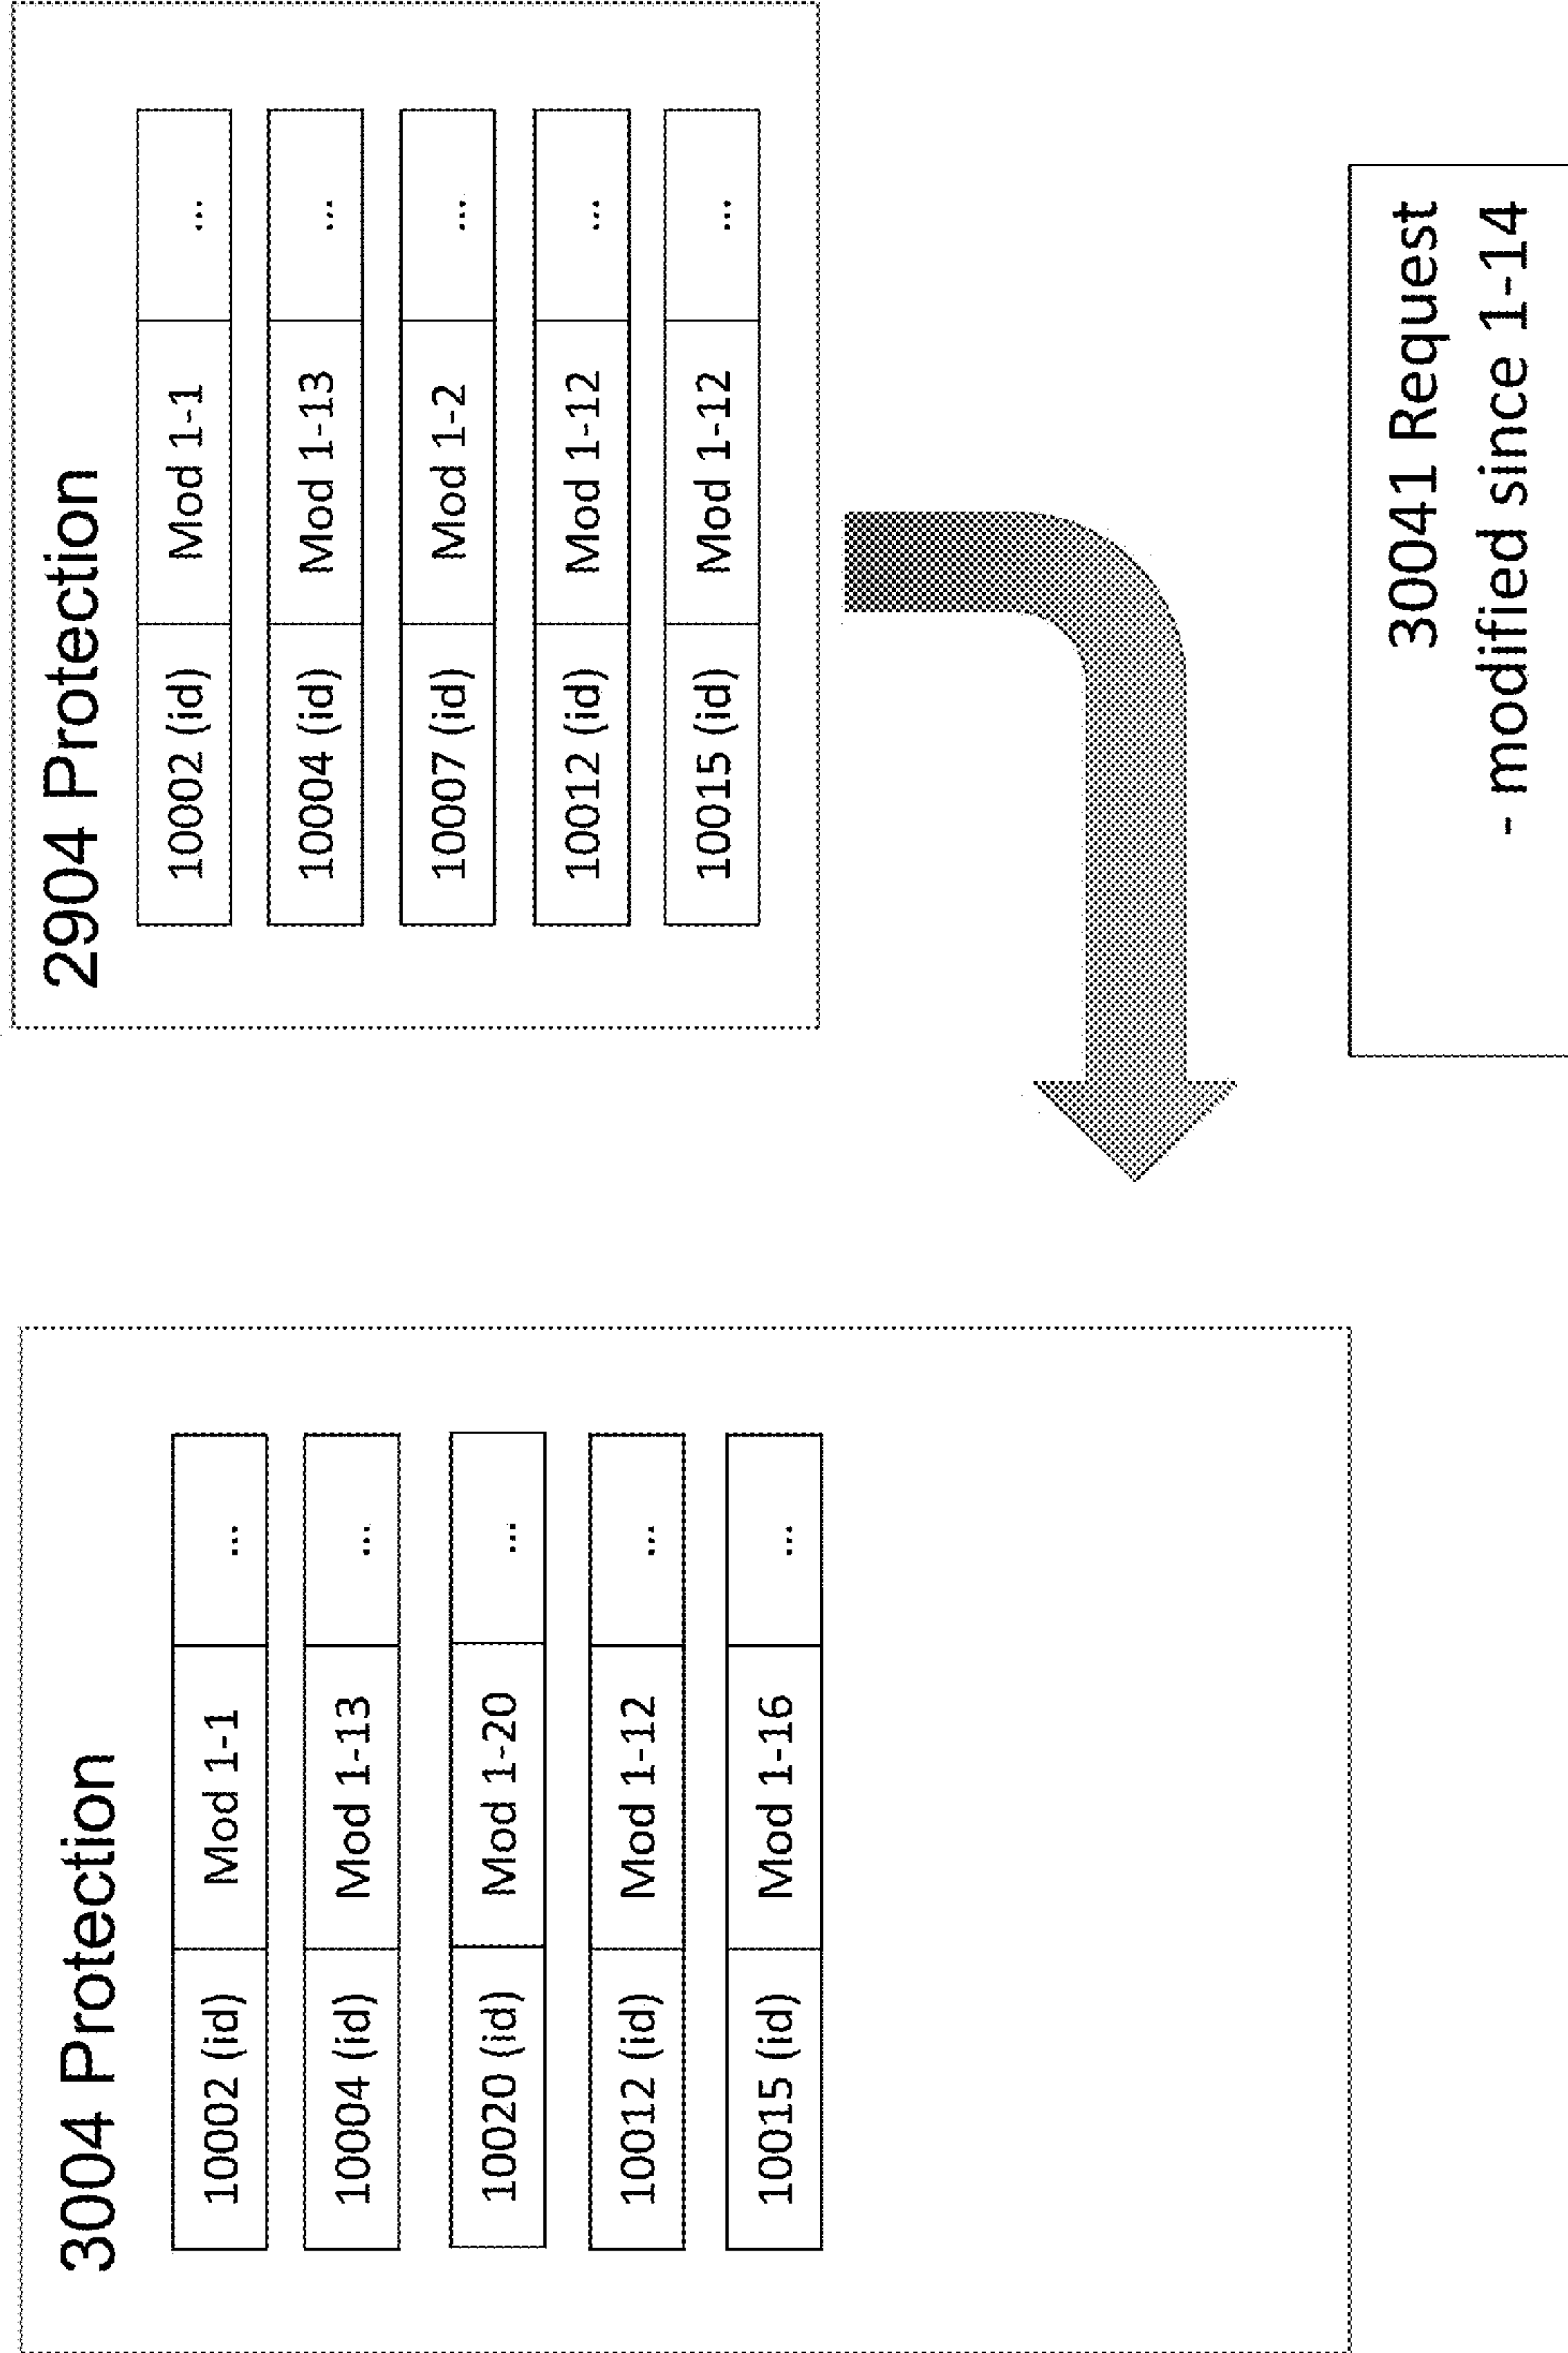 3004 Protection
10002 (id) Mod 1-1 ...
10004 (id) Mod 1-13 ...
10020 (id) Mod 1-20 ...
10012 (id) Mod 1-12 ...
10015 (id) Mod 1-16 ...
2904 Protection
10002 (id) Mod 1-1 ...
10004 (id) Mod 1-13 ...
10007 (id) Mod 1-2 ...
10012 (id) Mod 1-12 ...
10015 (id) Mod 1-12 ...
30041 Request
- modified since 1-14